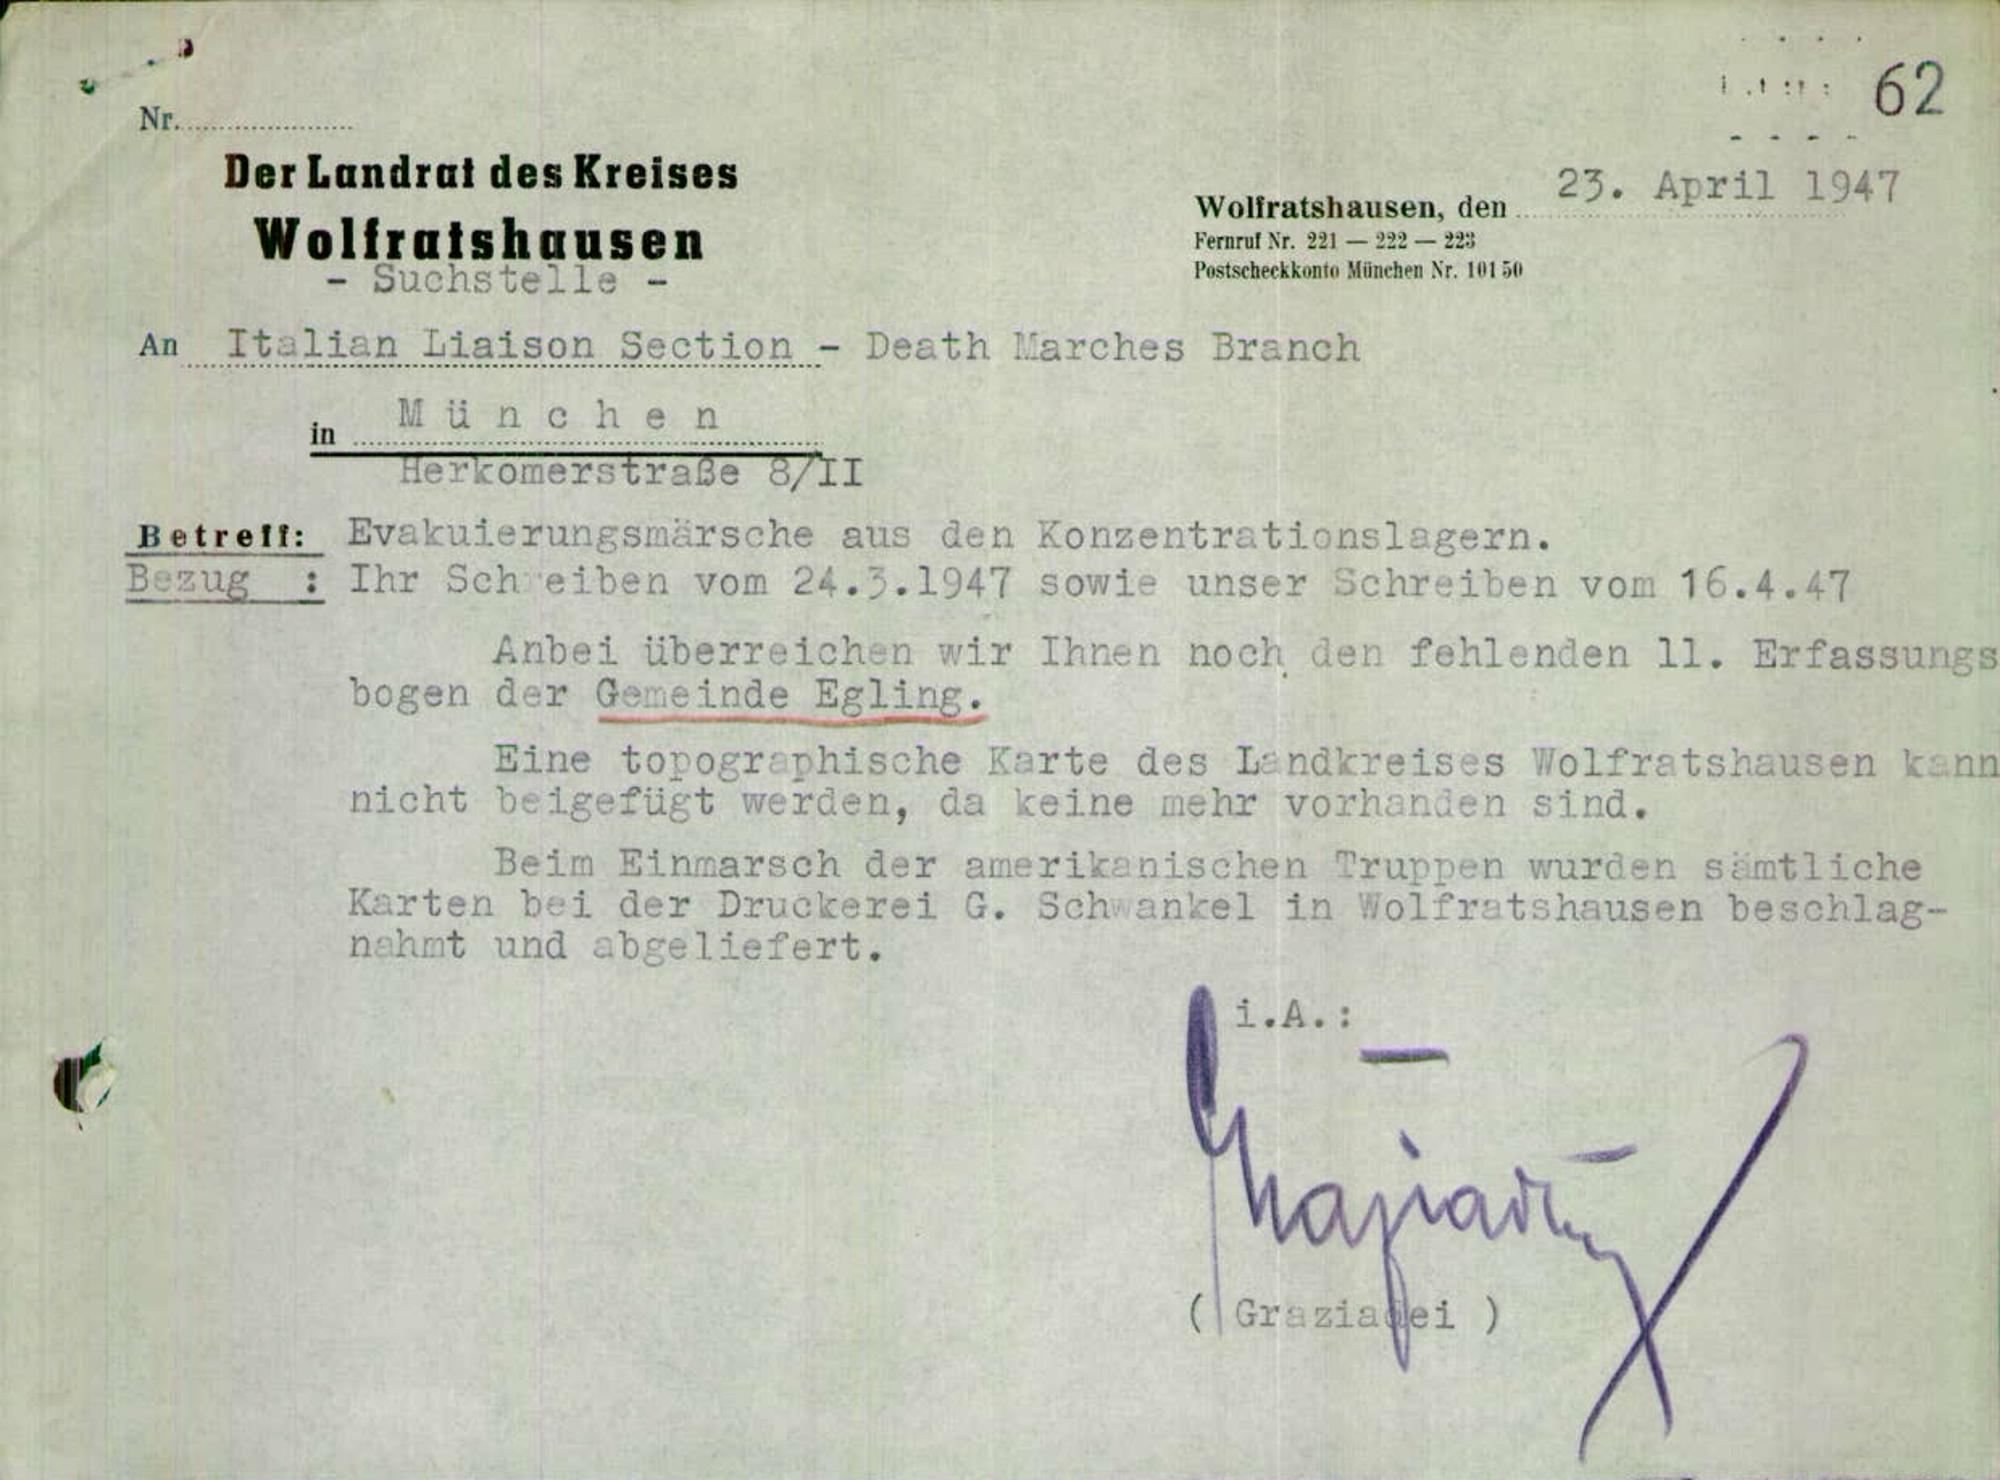 62
Nr.
Der Landrat des Kreises
Wolfratshausen
- Suchstelle -
Wolfratshausen, den 23. April 1947
Fernruf Nr. 221 — 222 — 223
Postscheckkonto München Nr. 101 50
An Italian Liaison Section - Death Marches Branch
in München
Herkomerstraße 8/II
Betreff: Evakuierungsmärsche aus den Konzentrationslagern.
Bezug : Ihr Schreiben vom 24.3.1947 sowie unser Schreiben vom 16.4.47
Anbei überreichen wir Ihnen noch den fehlenden 11. Erfassungs
bogen der Gemeinde Egling.
Eine topographische Karte des Landkreises Wolfratshausen kann
nicht beigefügt werden, da keine mehr vorhanden sind.
Beim Einmarsch der amerikanischen Truppen wurden sämtliche
Karten bei der Druckerei G. Schwankel in Wolfratshausen beschlag-
nahmt und abgeliefert.
i.A.:
Graziadei
( Graziadei )